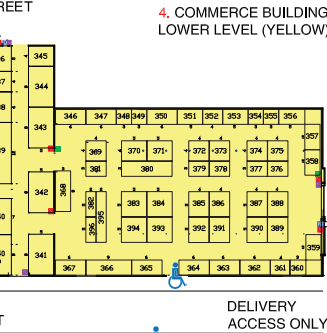 REET
4. COMMERCE BUILDING
LOWER LEVEL (YELLOW)
345
344
346 347 348 349 350 351 352 353 354 355 356
343
357
369 370 371 372 373 374 375
358
381 380 379 378 377 376
342 368
382 395 383 384 385 386 387 388
396 394 393 392 391 390 389
359
341
367 366 365 364 363 362 361 360
DELIVERY
ACCESS ONLY